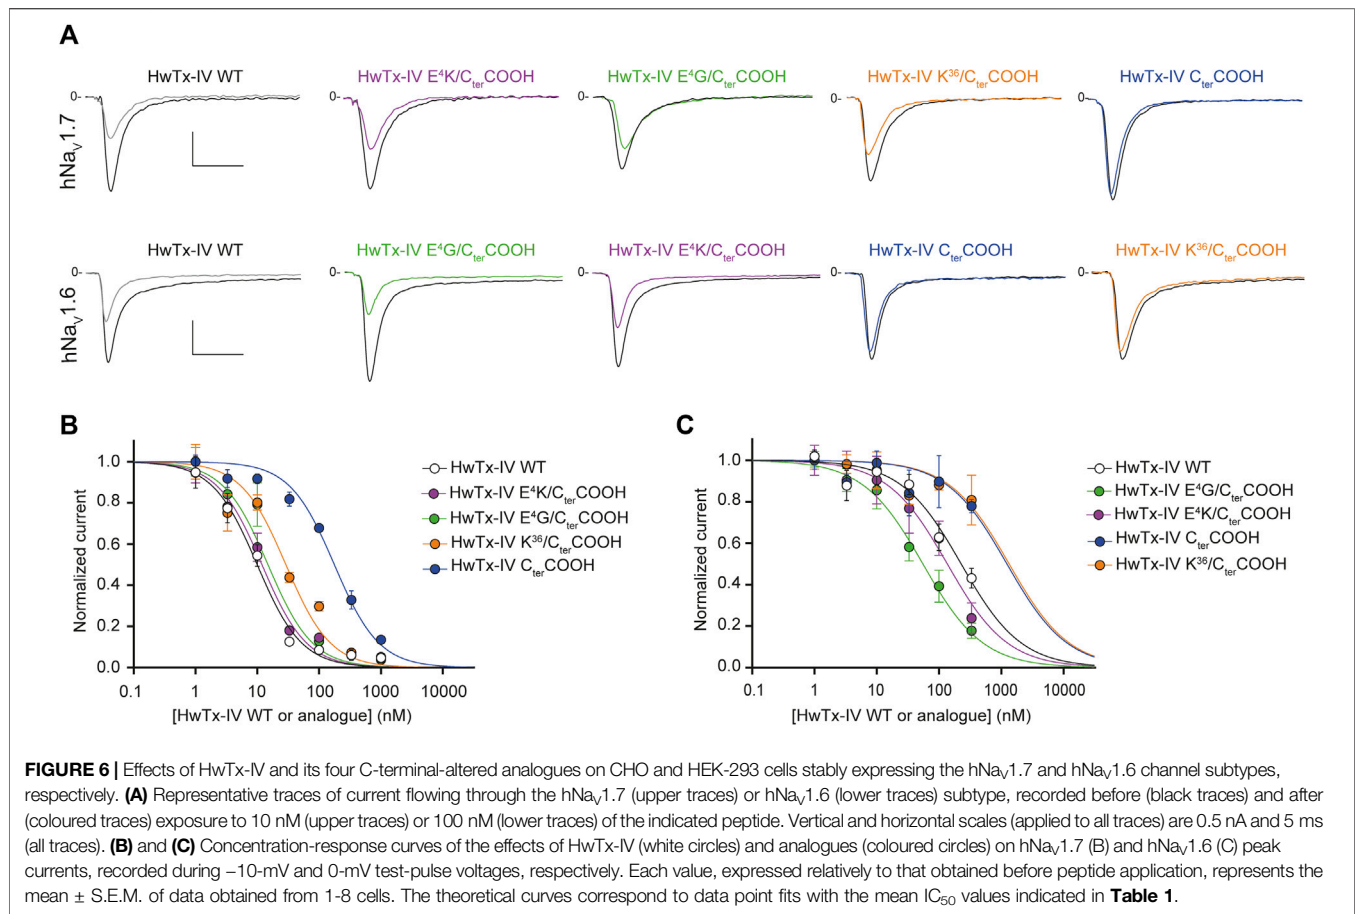 A
HwTx-IV WT
HwTx-IV E⁴K/CₜₑᵣCOOH
HwTx-IV E⁴G/CₜₑᵣCOOH
HwTx-IV K³⁶/CₜₑᵣCOOH
HwTx-IV CₜₑᵣCOOH
hNaᵥ1.7
0-
0-
0-
0-
0-
HwTx-IV WT
HwTx-IV E⁴G/CₜₑᵣCOOH
HwTx-IV E⁴K/CₜₑᵣCOOH
HwTx-IV CₜₑᵣCOOH
HwTx-IV K³⁶/CₜₑᵣCOOH
hNaᵥ1.6
0-
0-
0-
0-
0-
B
Normalized current
1.0
0.8
0.6
0.4
0.2
0.0
0.1 1 10 100 1000 10000
[HwTx-IV WT or analogue] (nM)
HwTx-IV WT
HwTx-IV E⁴K/CₜₑᵣCOOH
HwTx-IV E⁴G/CₜₑᵣCOOH
HwTx-IV K³⁶/CₜₑᵣCOOH
HwTx-IV CₜₑᵣCOOH
C
Normalized current
1.0
0.8
0.6
0.4
0.2
0.0
0.1 1 10 100 1000 10000
[HwTx-IV WT or analogue] (nM)
HwTx-IV WT
HwTx-IV E⁴G/CₜₑᵣCOOH
HwTx-IV E⁴K/CₜₑᵣCOOH
HwTx-IV CₜₑᵣCOOH
HwTx-IV K³⁶/CₜₑᵣCOOH
FIGURE 6 | Effects of HwTx-IV and its four C-terminal-altered analogues on CHO and HEK-293 cells stably expressing the hNaᵥ1.7 and hNaᵥ1.6 channel subtypes,
respectively. (A) Representative traces of current flowing through the hNaᵥ1.7 (upper traces) or hNaᵥ1.6 (lower traces) subtype, recorded before (black traces) and after
(coloured traces) exposure to 10 nM (upper traces) or 100 nM (lower traces) of the indicated peptide. Vertical and horizontal scales (applied to all traces) are 0.5 nA and 5 ms
(all traces). (B) and (C) Concentration-response curves of the effects of HwTx-IV (white circles) and analogues (coloured circles) on hNaᵥ1.7 (B) and hNaᵥ1.6 (C) peak
currents, recorded during −10-mV and 0-mV test-pulse voltages, respectively. Each value, expressed relatively to that obtained before peptide application, represents the
mean ± S.E.M. of data obtained from 1-8 cells. The theoretical curves correspond to data point fits with the mean IC₅₀ values indicated in Table 1.